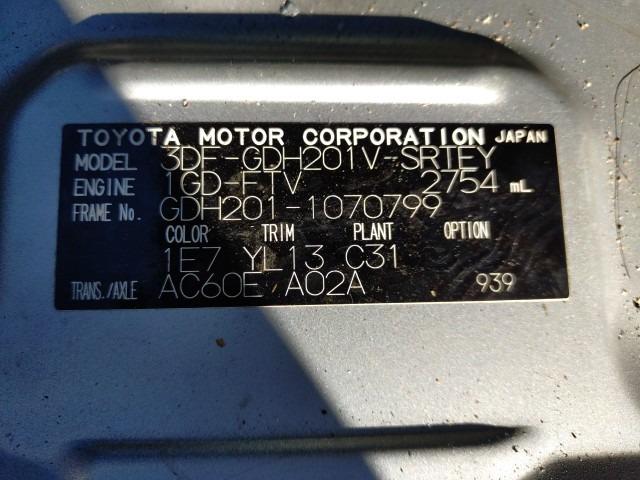 TOYOTA MOTOR CORPORATION JAPAN
MODEL 3DF-GDH201V-SRTEY
ENGINE 1GD-FTV 2754 mL
FRAME No. GDH201-1070799
COLOR TRIM PLANT OPTION
1E7 YL13 C31
TRANS./AXLE AC60E A02A 939